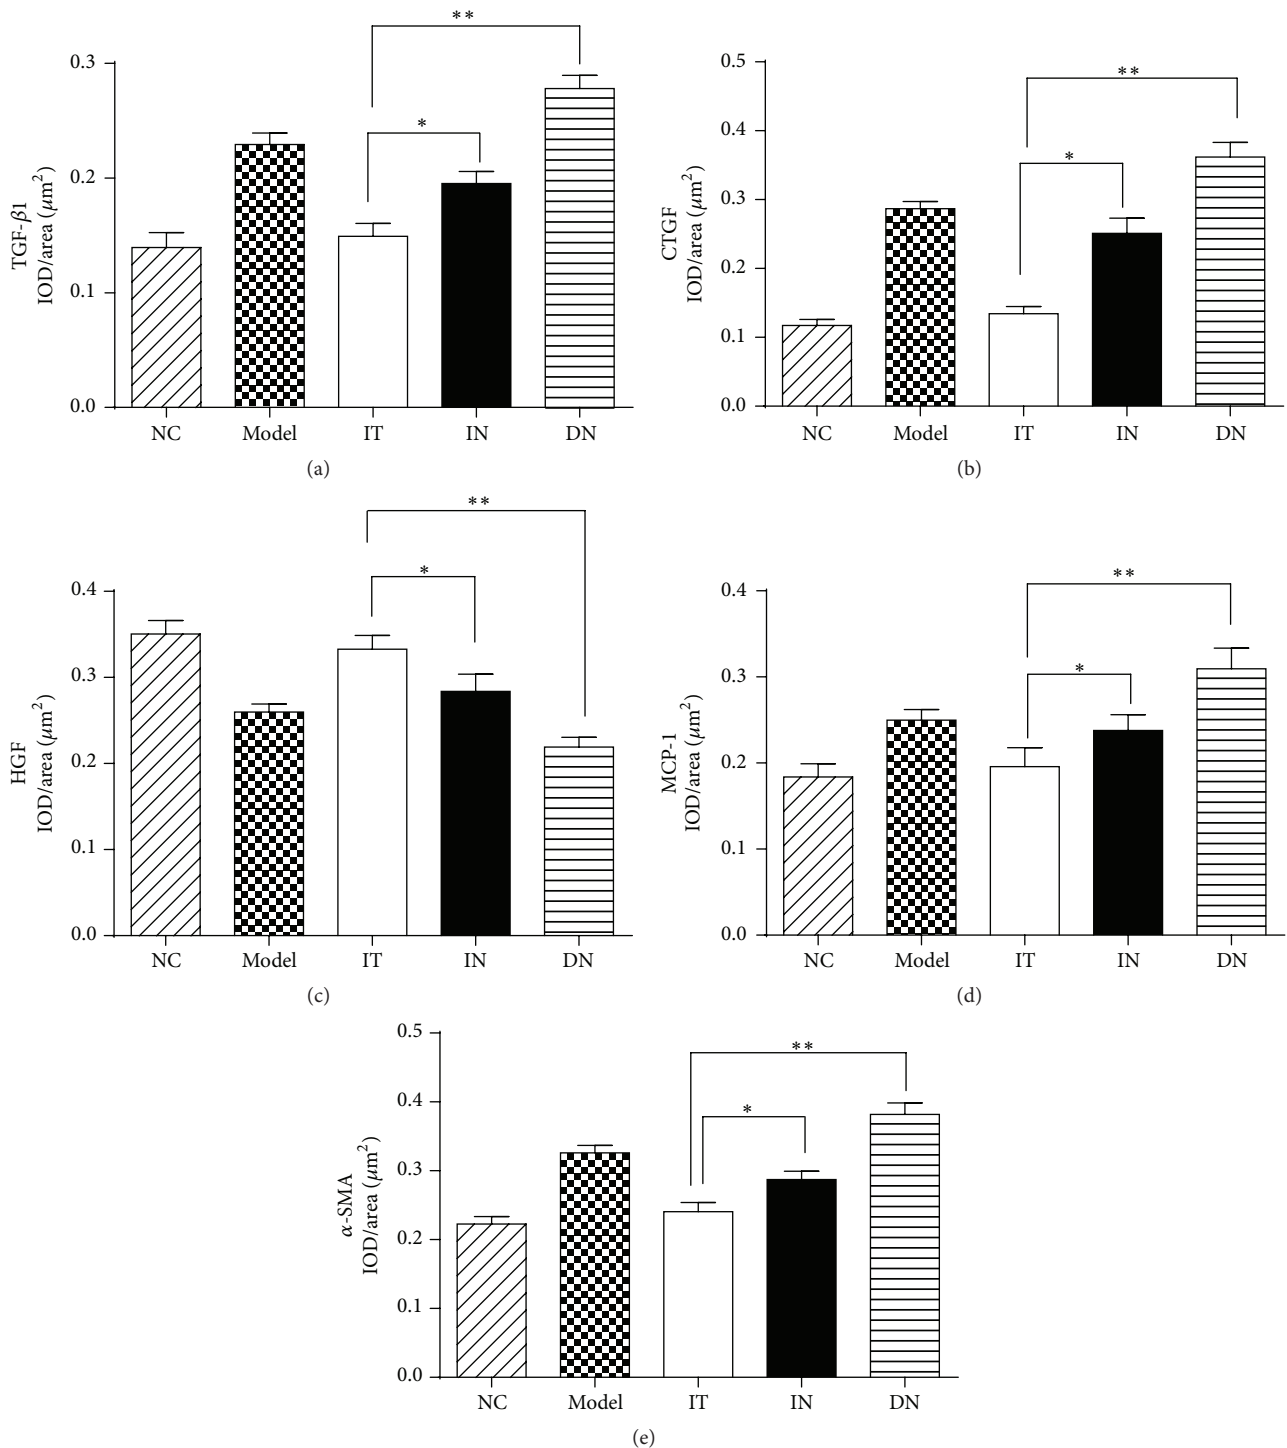 **
0.3
*
0.2
0.1
0.0
TGF-β1
IOD/area (μm²)
NC Model IT IN DN
(a)
0.5
**
0.4
*
0.3
0.2
0.1
0.0
CTGF
IOD/area (μm²)
NC Model IT IN DN
(b)
**
*
0.4
0.3
0.2
0.1
0.0
HGF
IOD/area (μm²)
NC Model IT IN DN
(c)
**
0.4
*
0.3
0.2
0.1
0.0
MCP-1
IOD/area (μm²)
NC Model IT IN DN
(d)
0.5
**
0.4
*
0.3
0.2
0.1
0.0
α-SMA
IOD/area (μm²)
NC Model IT IN DN
(e)